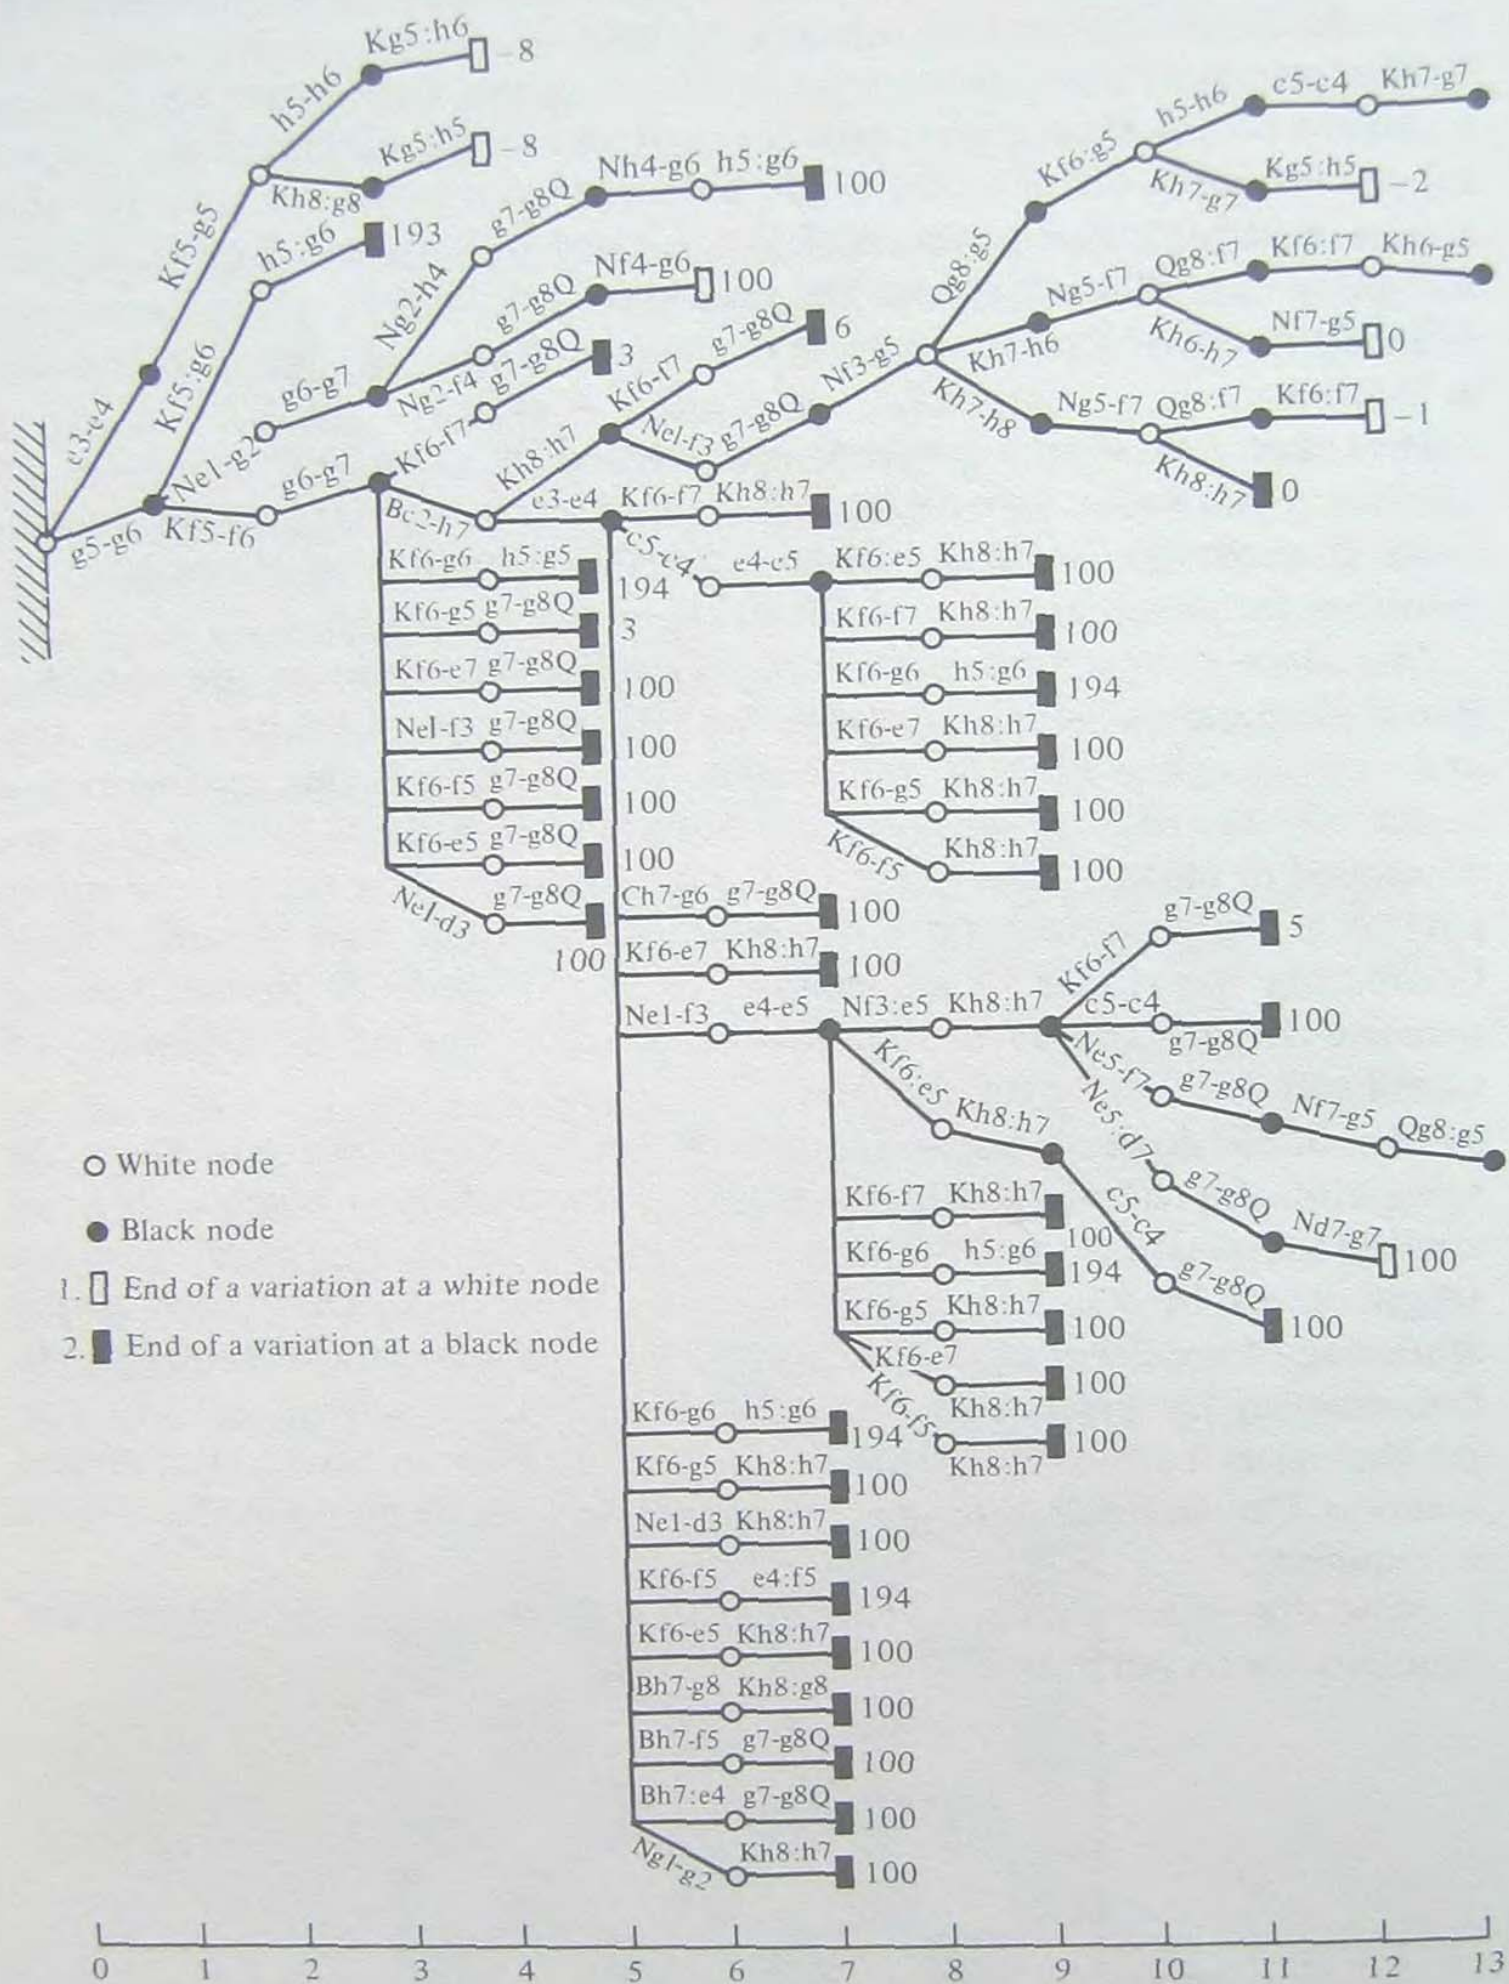 Kg5:h6 -8
h5-h6
Kg5:h5 -8
Kh8:g8
Kf5-g5
h5:g6 193
Kf5:g6
e3-e4
g5-g6
Nh4-g6 h5:g6 100
g7-g8Q
Ng2-h4
Nf4-g6 100
g7-g8Q
Ng2-f4
g6-g7
Ne1-g2
Kf5-f6
g6-g7
Kf6-f7
g7-g8Q 3
Bc2-h7
Kh8:h7
Kf6-f7
g7-g8Q 6
Nel-f3
g7-g8Q
Nf3-g5
Qg8:g5
Kf6:g5
h5-h6
c5-c4 Kh7-g7
Kh7-g7
Kg5:h5 -2
Kh7-h6
Ng5-f7
Qg8:f7
Kf6:f7 Kh6-g5
Kh6-h7
Nf7-g5 0
Kh7-h8
Ng5-f7 Qg8:f7 Kf6:f7 -1
Kh8:h7 0
e3-e4 Kf6-f7 Kh8:h7 100
c5-c4 e4-c5
Kf6:e5 Kh8:h7 100
Kf6-f7 Kh8:h7 100
Kf6-g6 h5:g6 194
Kf6-e7 Kh8:h7 100
Kf6-g5 Kh8:h7 100
Kf6-f5 Kh8:h7 100
Kf6-g6 h5:g5 194
Kf6-g5 g7-g8Q 3
Kf6-e7 g7-g8Q 100
Nel-f3 g7-g8Q 100
Kf6-f5 g7-g8Q 100
Kf6-e5 g7-g8Q 100
Nel-d3 g7-g8Q 100
Ch7-g6 g7-g8Q 100
Kf6-e7 Kh8:h7 100
Ne1-f3 e4-e5 Nf3:e5 Kh8:h7
Kf6-f7 g7-g8Q 5
c5-c4 g7-g8Q 100
Ne5-f7 g7-g8Q Nf7-g5 Qg8:g5
Ne5:d7 g7-g8Q Nd7-g7 100
Kf6:e5 Kh8:h7 c5-c4 g7-g8Q 100
Kf6-f7 Kh8:h7 100
Kf6-g6 h5:g6 194
Kf6-g5 Kh8:h7 100
Kf6-e7 Kh8:h7 100
Kf6-f5 Kh8:h7 100
Kf6-g6 h5:g6 194
Kf6-g5 Kh8:h7 100
Ne1-d3 Kh8:h7 100
Kf6-f5 e4:f5 194
Kf6-e5 Kh8:h7 100
Bh7-g8 Kh8:g8 100
Bh7-f5 g7-g8Q 100
Bh7:e4 g7-g8Q 100
Ng1-g2 Kh8:h7 100
White node
Black node
1. End of a variation at a white node
2. End of a variation at a black node
0 1 2 3 4 5 6 7 8 9 10 11 12 13